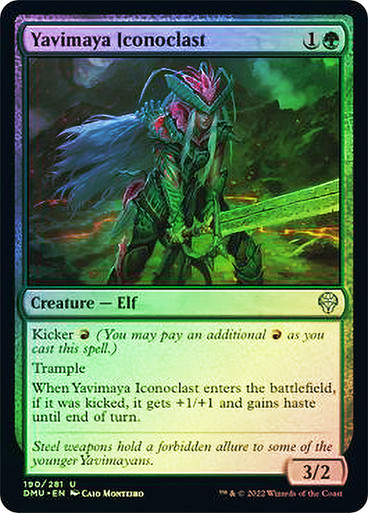 Yavimaya Iconoclast 1
Creature — Elf
Kicker (You may pay an additional as you
cast this spell.)
Trample
When Yavimaya Iconoclast enters the battlefield,
if it was kicked, it gets +1/+1 and gains haste
until end of turn.
Steel weapons hold a forbidden allure to some of the
younger Yavimayans.
3/2
190/281 U
DMU • EN Caio Monteiro ™ & © 2022 Wizards of the Coast